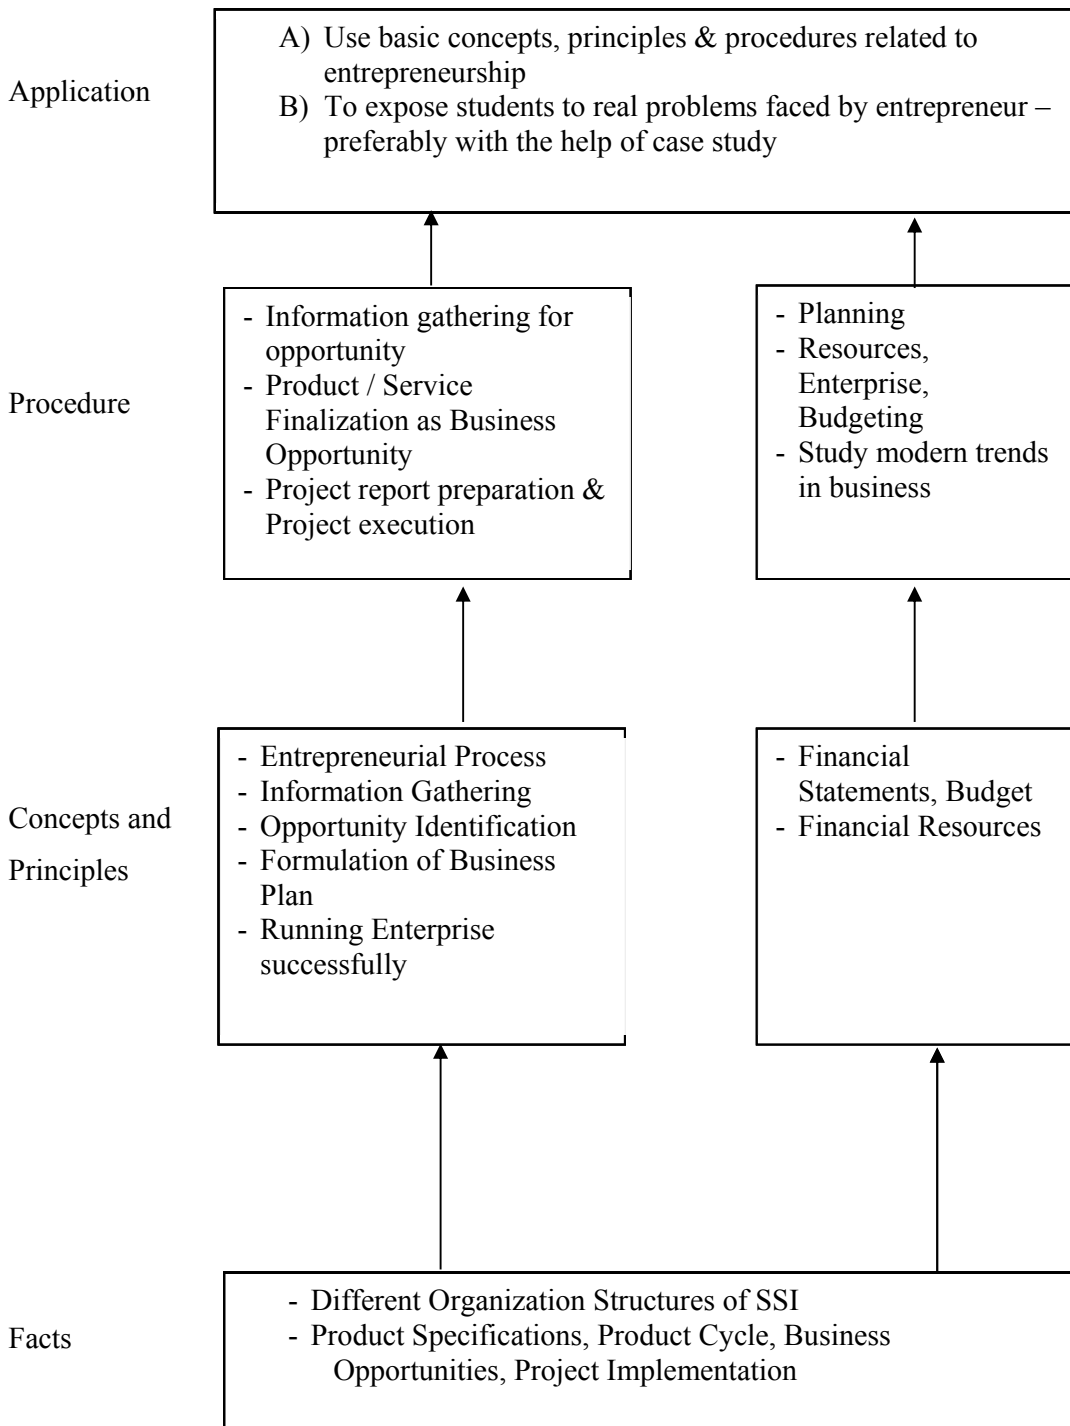 A) Use basic concepts, principles & procedures related to
entrepreneurship
B) To expose students to real problems faced by entrepreneur –
preferably with the help of case study
Application
- Information gathering for
opportunity
- Product / Service
Finalization as Business
Opportunity
- Project report preparation &
Project execution
- Planning
- Resources,
Enterprise,
Budgeting
- Study modern trends
in business
Procedure
- Entrepreneurial Process
- Information Gathering
- Opportunity Identification
- Formulation of Business
Plan
- Running Enterprise
successfully
- Financial
Statements, Budget
- Financial Resources
Concepts and
Principles
- Different Organization Structures of SSI
- Product Specifications, Product Cycle, Business
Opportunities, Project Implementation
Facts